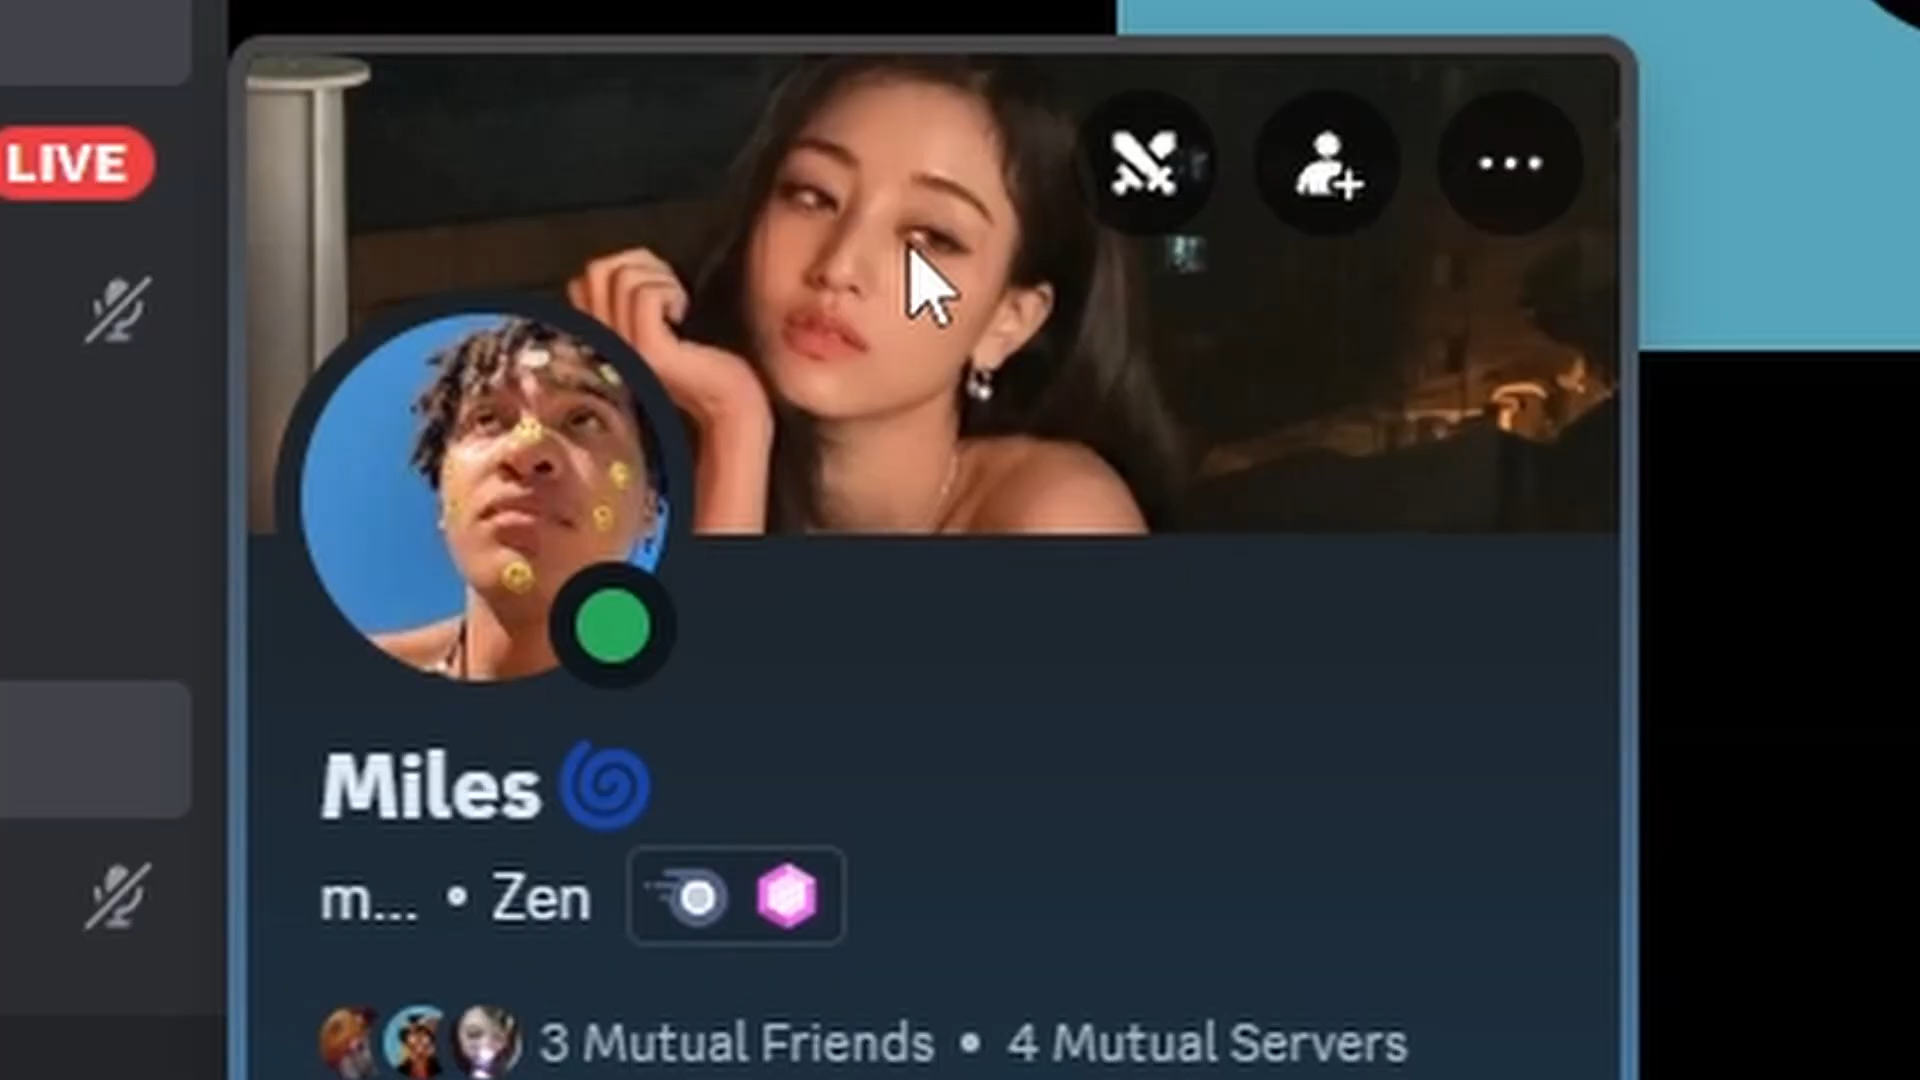 LIVE
Miles
m... • Zen
3 Mutual Friends • 4 Mutual Servers